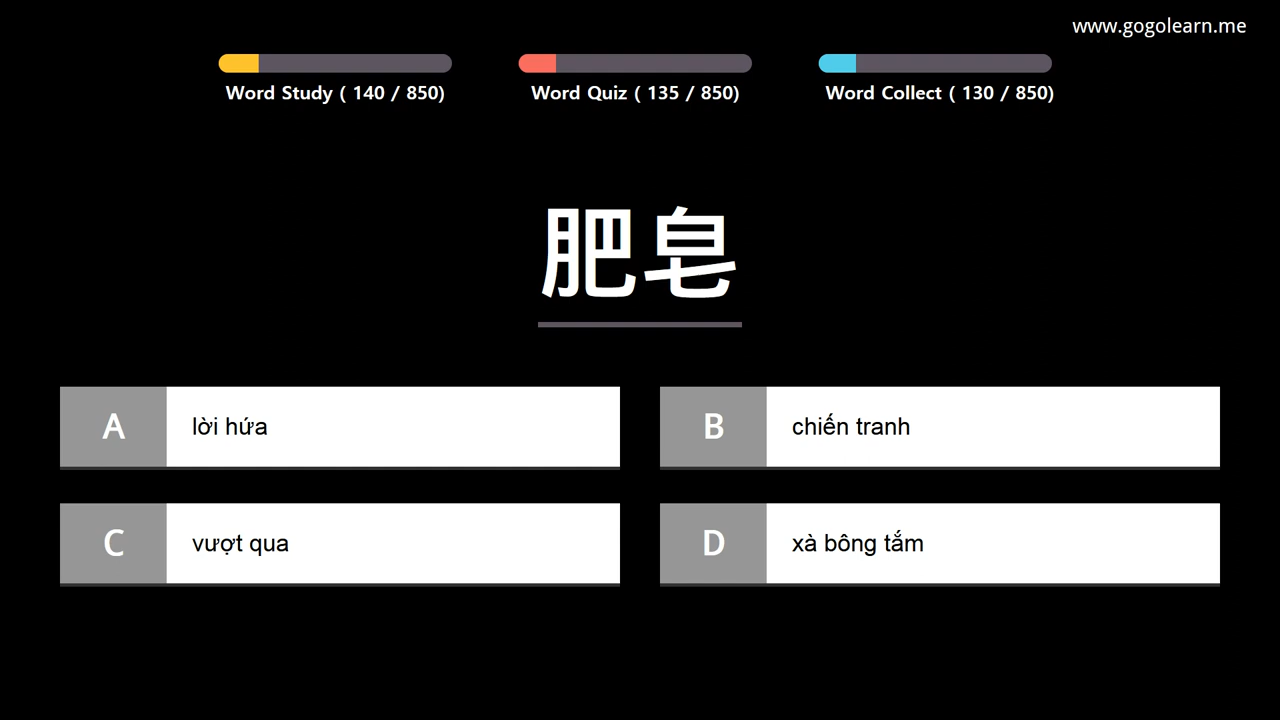 www.gogolearn.me
Word Study ( 140 / 850)
Word Quiz ( 135 / 850)
Word Collect ( 130 / 850)
肥皂
A lời hứa
B chiến tranh
C vượt qua
D xà bông tắm